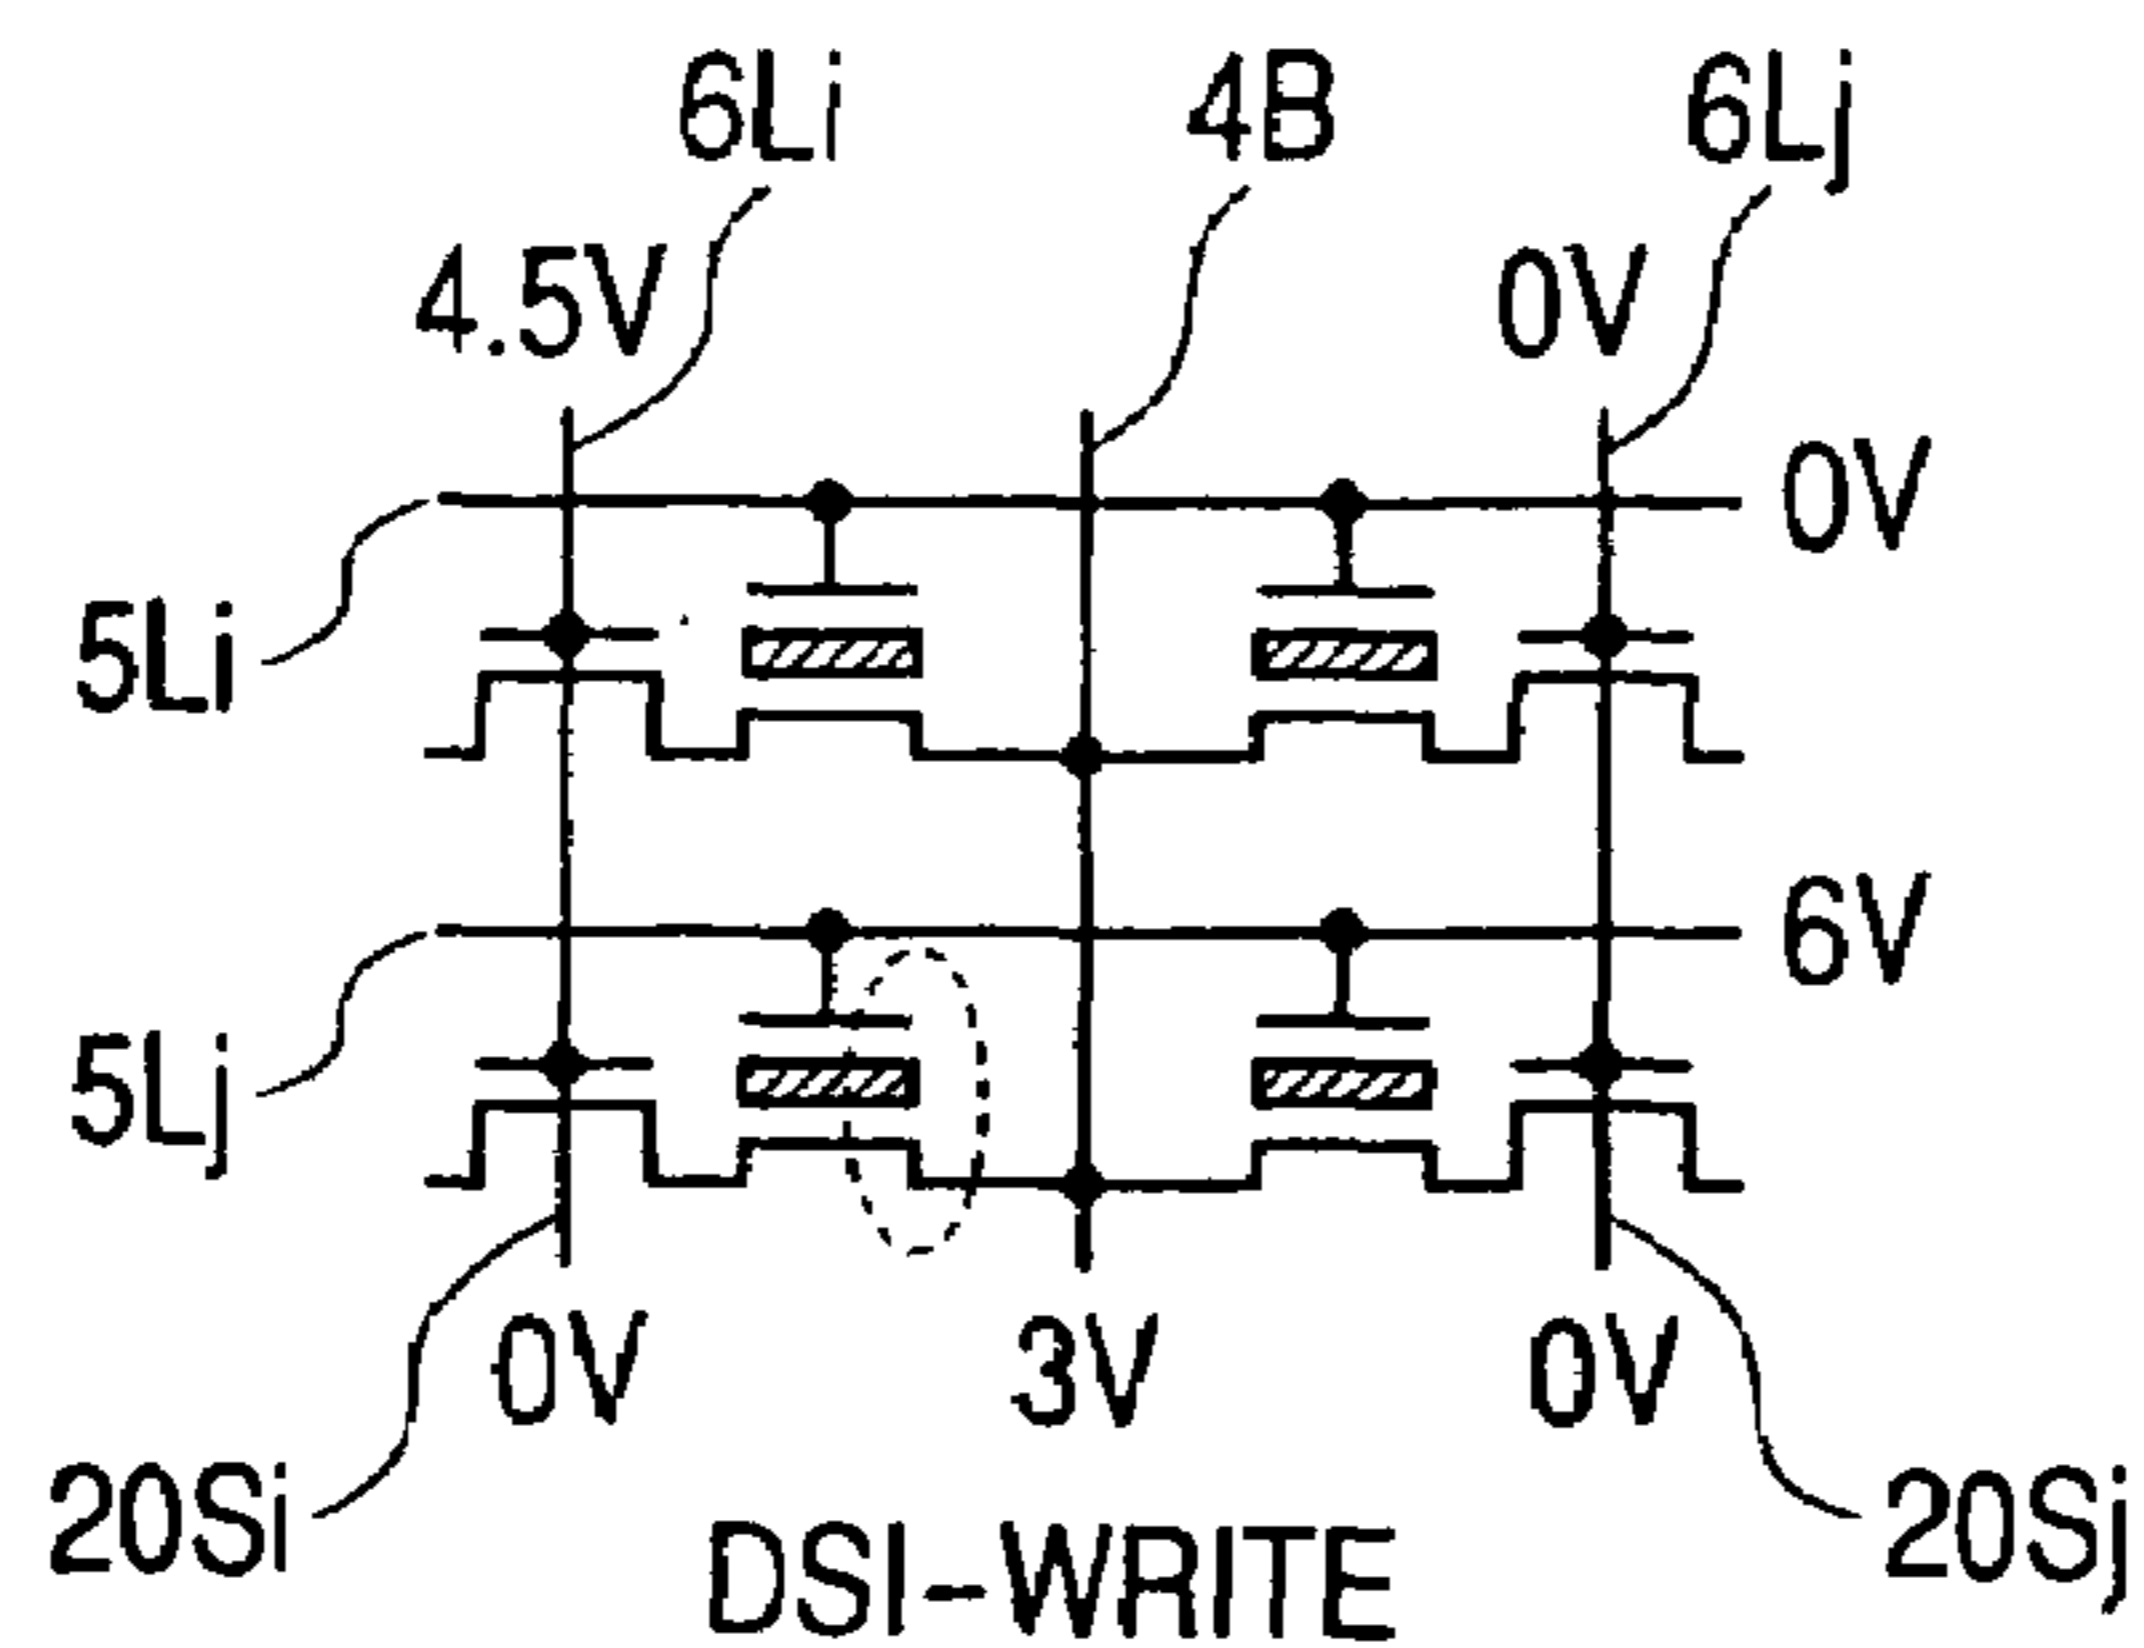 6Li 4B 6Lj
4.5V 0V
0V
5Li
6V
5Lj
0V 3V 0V
20Si 20Sj
DSI-WRITE